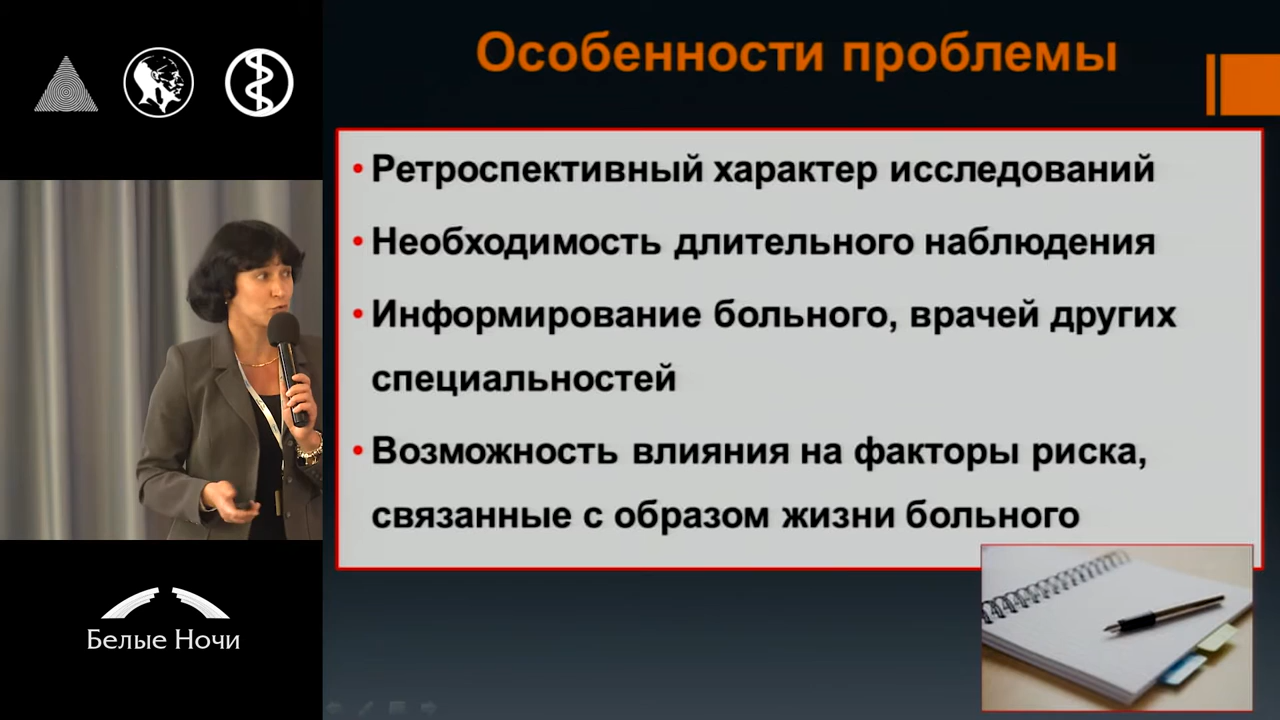 Особенности проблемы
• Ретроспективный характер исследований
• Необходимость длительного наблюдения
• Информирование больного, врачей других
специальностей
• Возможность влияния на факторы риска,
связанные с образом жизни больного
Белые Ночи